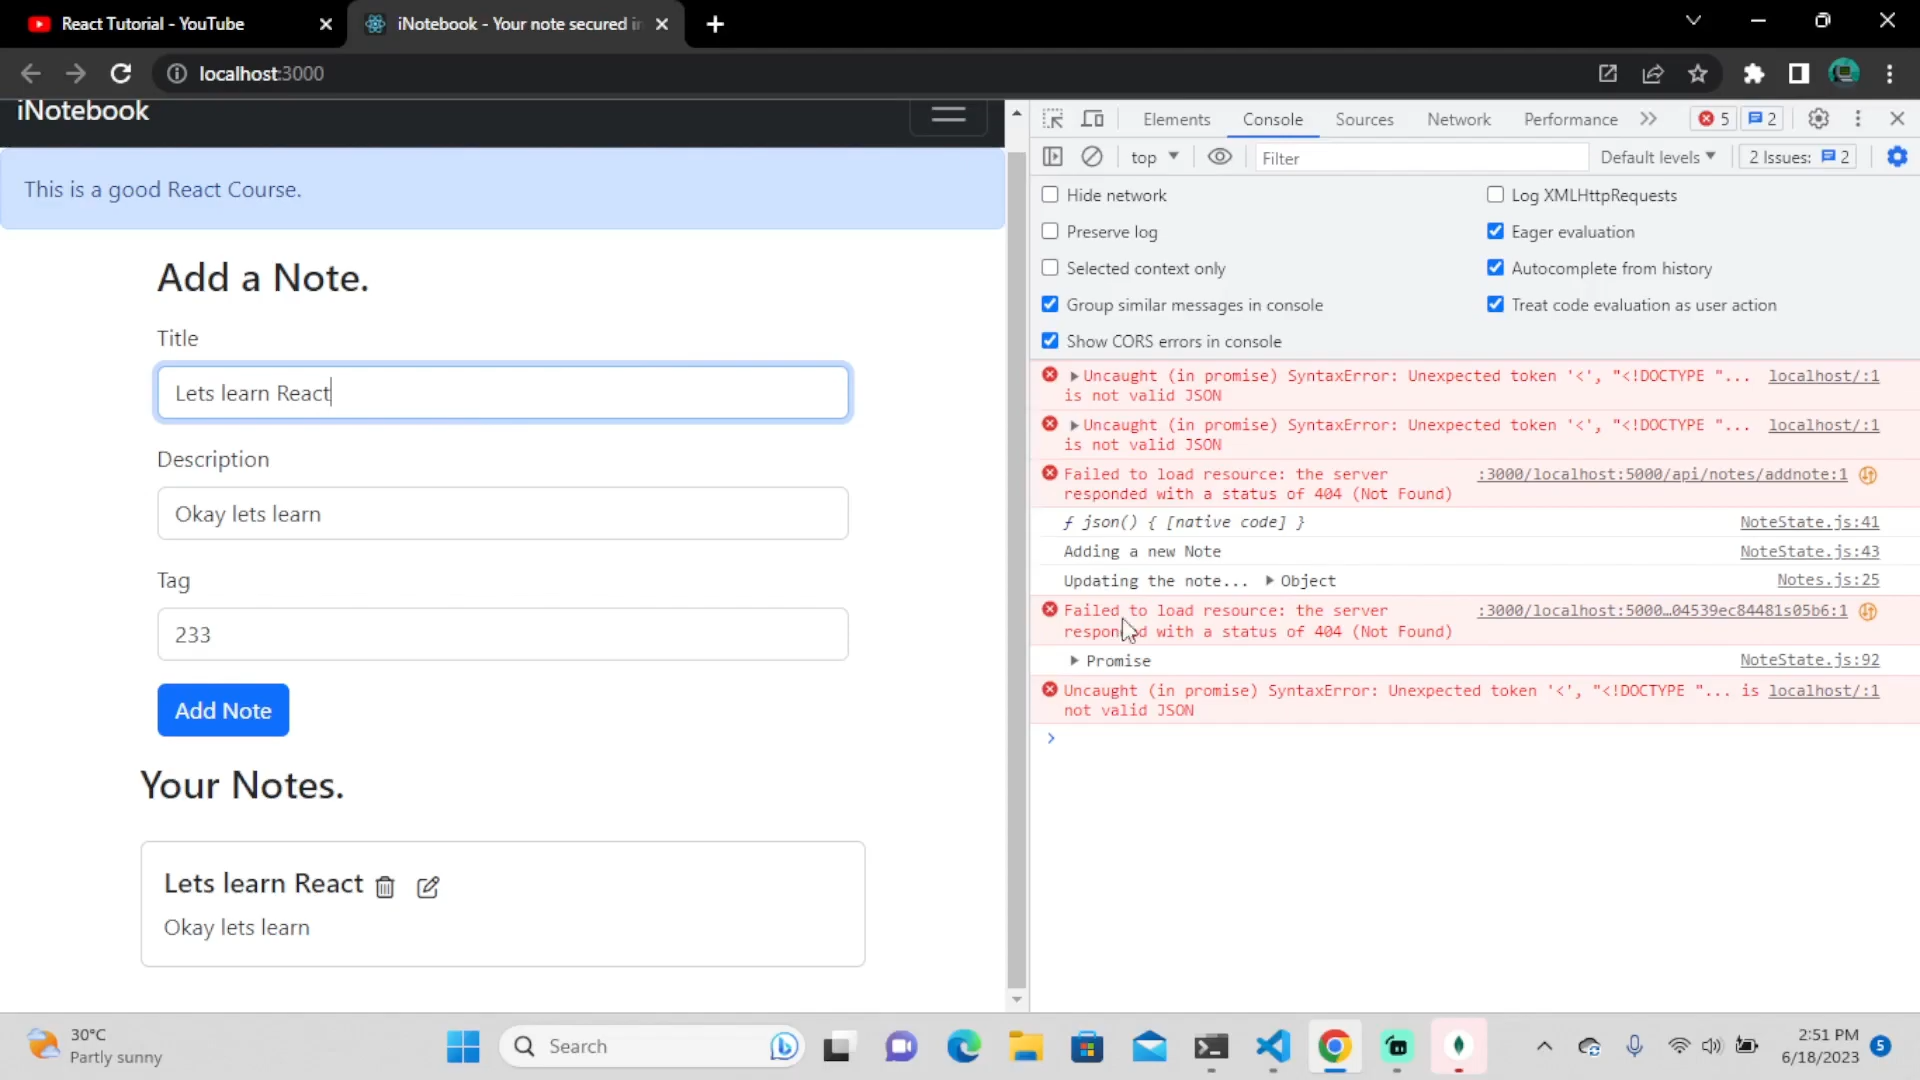 React Tutorial - YouTube
iNotebook - Your note secured in
localhost:3000
iNotebook
This is a good React Course.
Add a Note.
Title
Lets learn React
Description
Okay lets learn
Tag
233
Add Note
Your Notes.
Lets learn React
Okay lets learn
Elements Console Sources Network Performance 5 2
top Filter Default levels 2 Issues: 2
Hide network Log XMLHttpRequests
Preserve log Eager evaluation
Selected context only Autocomplete from history
Group similar messages in console Treat code evaluation as user action
Show CORS errors in console
Uncaught (in promise) SyntaxError: Unexpected token '<', "<!DOCTYPE "... localhost/:1
is not valid JSON
Uncaught (in promise) SyntaxError: Unexpected token '<', "<!DOCTYPE "... localhost/:1
is not valid JSON
Failed to load resource: the server :3000/localhost:5000/api/notes/addnote:1
responded with a status of 404 (Not Found)
ƒ json() { [native code] } NoteState.js:41
Adding a new Note NoteState.js:43
Updating the note... Object Notes.js:25
Failed to load resource: the server :3000/localhost:5000…04539ec84481s05b6:1
responded with a status of 404 (Not Found)
Promise NoteState.js:92
Uncaught (in promise) SyntaxError: Unexpected token '<', "<!DOCTYPE "... is localhost/:1
not valid JSON
30°C
Partly sunny
Search
2:51 PM
6/18/2023
5